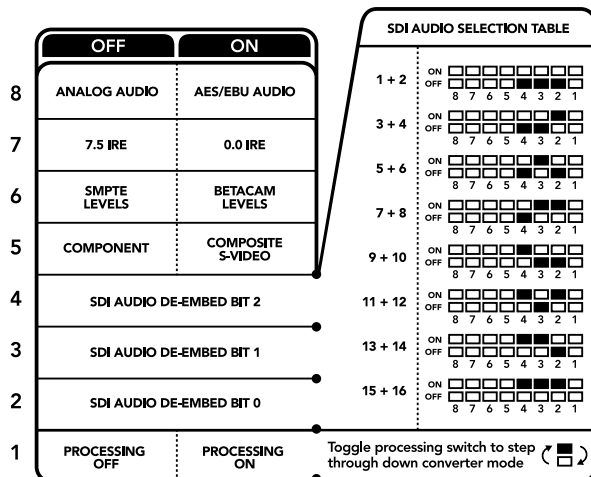 OFF ON
8 ANALOG AUDIO AES/EBU AUDIO
7 7.5 IRE 0.0 IRE
6 SMPTE LEVELS BETACAM LEVELS
5 COMPONENT COMPOSITE S-VIDEO
4 SDI AUDIO DE-EMBED BIT 2
3 SDI AUDIO DE-EMBED BIT 1
2 SDI AUDIO DE-EMBED BIT 0
1 PROCESSING OFF PROCESSING ON
SDI AUDIO SELECTION TABLE
1 + 2 ON
OFF
8 7 6 5 4 3 2 1
3 + 4 ON
OFF
8 7 6 5 4 3 2 1
5 + 6 ON
OFF
8 7 6 5 4 3 2 1
7 + 8 ON
OFF
8 7 6 5 4 3 2 1
9 + 10 ON
OFF
8 7 6 5 4 3 2 1
11 + 12 ON
OFF
8 7 6 5 4 3 2 1
13 + 14 ON
OFF
8 7 6 5 4 3 2 1
15 + 16 ON
OFF
8 7 6 5 4 3 2 1
Toggle processing switch to step
through down converter mode